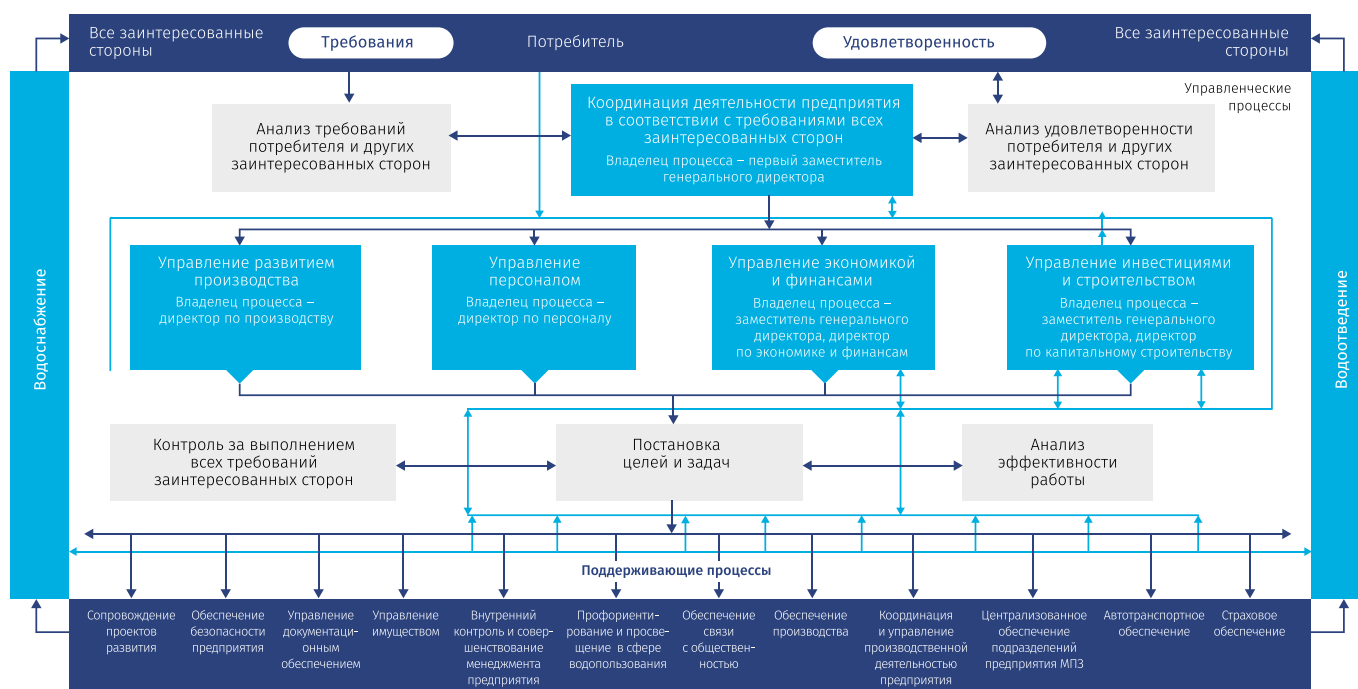 Все заинтересованные
стороны
Требования
Потребитель
Удовлетворенность
Все заинтересованные
стороны
Управленческие
процессы
Анализ требований
потребителя и других
заинтересованных сторон
Координация деятельности предприятия
в соответствии с требованиями всех
заинтересованных сторон
Владелец процесса – первый заместитель
генерального директора
Анализ удовлетворенности
потребителя и других
заинтересованных сторон
Водоснабжение
Водоотведение
Управление развитием
производства
Владелец процесса –
директор по производству
Управление
персоналом
Владелец процесса –
директор по персоналу
Управление экономикой
и финансами
Владелец процесса –
заместитель генерального
директора, директор
по экономике и финансам
Управление инвестициями
и строительством
Владелец процесса –
заместитель генерального
директора, директор
по капитальному строительству
Контроль за выполнением
всех требований
заинтересованных сторон
Постановка
целей и задач
Анализ
эффективности
работы
Поддерживающие процессы
Сопровождение
проектов
развития
Обеспечение
безопасности
предприятия
Управление
документаци-
онным
обеспечением
Управление
имуществом
Внутренний
контроль и совер-
шенствование
менеджмента
предприятия
Профориенти-
рование и просве-
щение в сфере
водопользования
Обеспечение
связи
с обществен-
ностью
Обеспечение
производства
Координация
и управление
производственной
деятельностью
предприятия
Централизованное
обеспечение
подразделений
предприятия МПЗ
Автотранспортное
обеспечение
Страховое
обеспечение